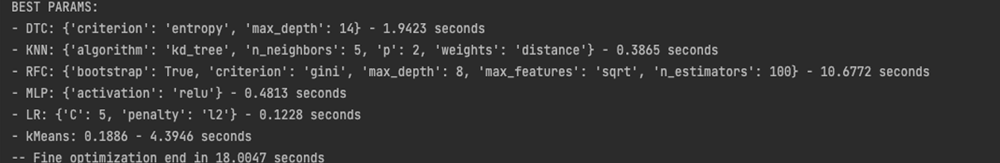 BEST PARAMS:
- DTC: {'criterion': 'entropy', 'max_depth': 14} - 1.9423 seconds
- KNN: {'algorithm': 'kd_tree', 'n_neighbors': 5, 'p': 2, 'weights': 'distance'} - 0.3865 seconds
- RFC: {'bootstrap': True, 'criterion': 'gini', 'max_depth': 8, 'max_features': 'sqrt', 'n_estimators': 100} - 10.6772 seconds
- MLP: {'activation': 'relu'} - 0.4813 seconds
- LR: {'C': 5, 'penalty': 'l2'} - 0.1228 seconds
- kMeans: 0.1886 - 4.3946 seconds
-- Fine optimization end in 18.0047 seconds